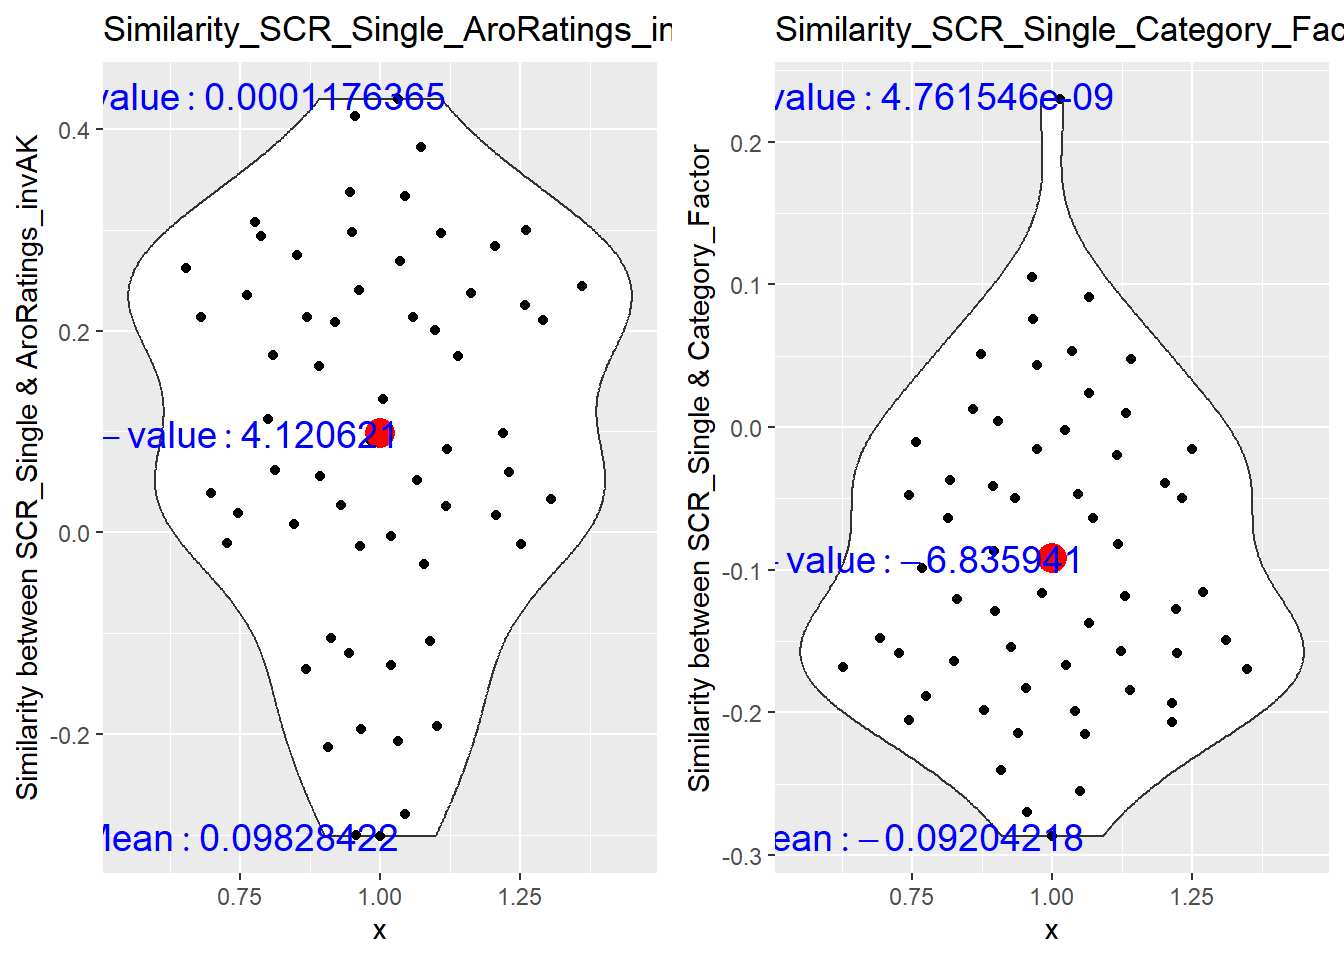 Similarity_SCR_Single_AroRatings_in
Similarity between SCR_Single & AroRatings_invAK
0.4
0.2
0.0
-0.2
value : 0.0001176365
− value : 4.120621
Mean : 0.09828422
0.75 1.00 1.25
x
Similarity_SCR_Single_Category_Fac
Similarity between SCR_Single & Category_Factor
0.2
0.1
0.0
-0.1
-0.2
-0.3
value : 4.761546e-09
- value : −6.835941
ean : −0.09204218
0.75 1.00 1.25
x